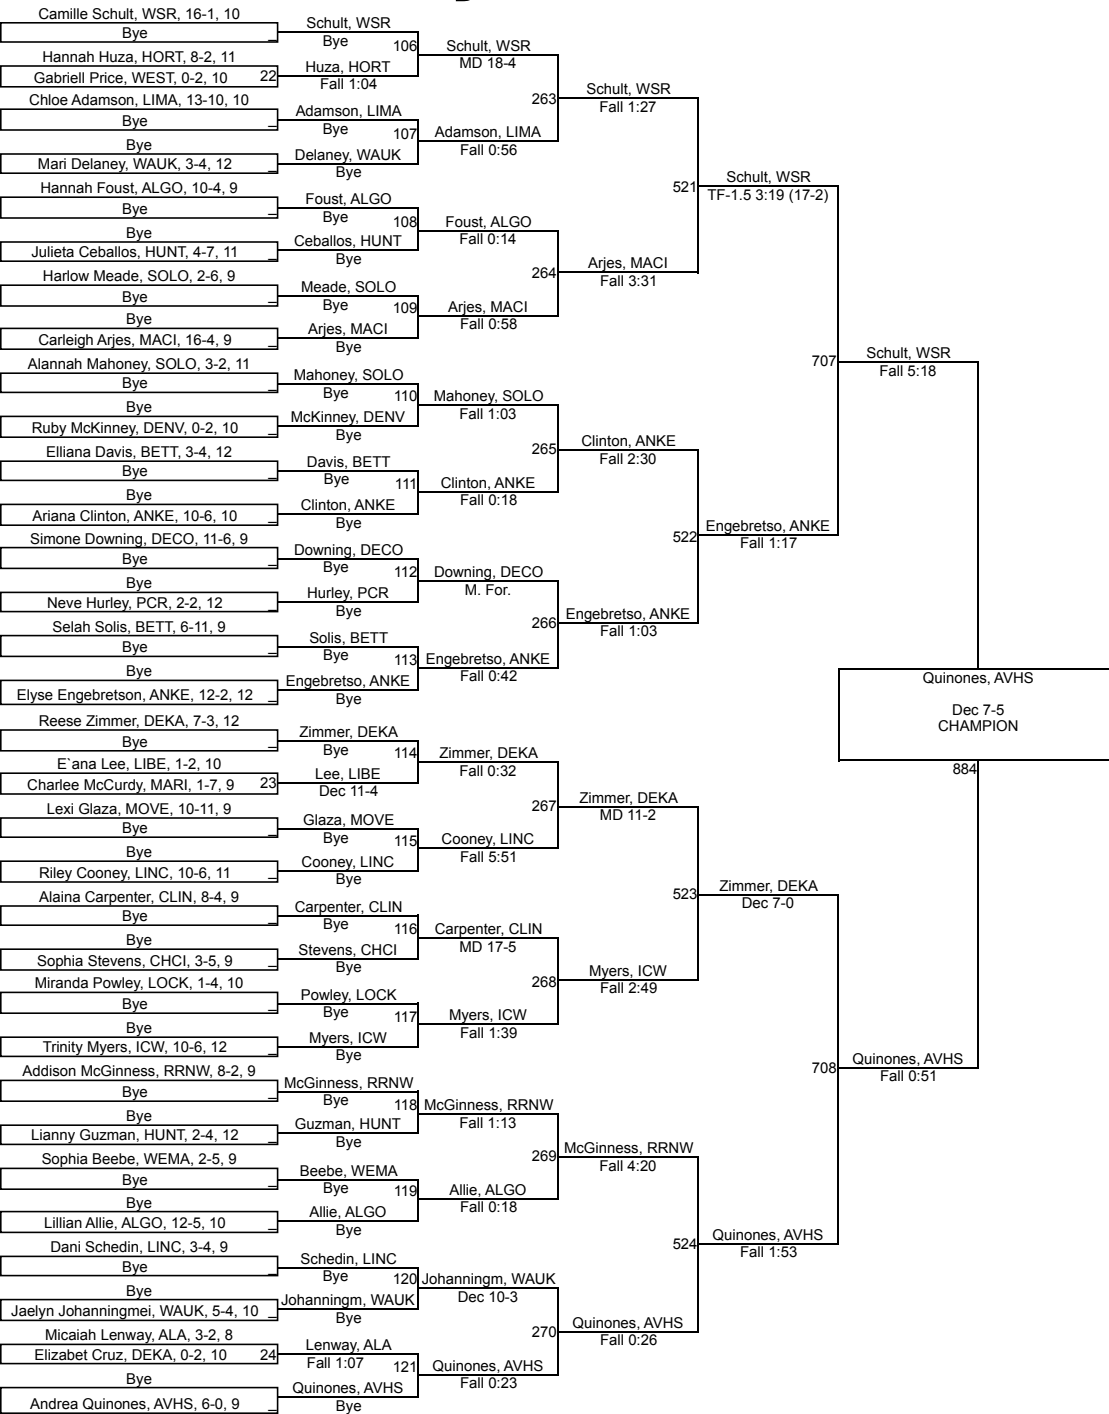 Camille Schult, WSR, 16-1, 10
Bye
Hannah Huza, HORT, 8-2, 11
Gabriell Price, WEST, 0-2, 10 22
Chloe Adamson, LIMA, 13-10, 10
Bye
Bye
Mari Delaney, WAUK, 3-4, 12
Hannah Foust, ALGO, 10-4, 9
Bye
Bye
Julieta Ceballos, HUNT, 4-7, 11
Harlow Meade, SOLO, 2-6, 9
Bye
Bye
Carleigh Arjes, MACI, 16-4, 9
Alannah Mahoney, SOLO, 3-2, 11
Bye
Bye
Ruby McKinney, DENV, 0-2, 10
Elliana Davis, BETT, 3-4, 12
Bye
Bye
Ariana Clinton, ANKE, 10-6, 10
Simone Downing, DECO, 11-6, 9
Bye
Bye
Neve Hurley, PCR, 2-2, 12
Selah Solis, BETT, 6-11, 9
Bye
Bye
Elyse Engebretson, ANKE, 12-2, 12
Reese Zimmer, DEKA, 7-3, 12
Bye
E`ana Lee, LIBE, 1-2, 10
Charlee McCurdy, MARI, 1-7, 9 23
Lexi Glaza, MOVE, 10-11, 9
Bye
Bye
Riley Cooney, LINC, 10-6, 11
Alaina Carpenter, CLIN, 8-4, 9
Bye
Bye
Sophia Stevens, CHCI, 3-5, 9
Miranda Powley, LOCK, 1-4, 10
Bye
Bye
Trinity Myers, ICW, 10-6, 12
Addison McGinness, RRNW, 8-2, 9
Bye
Bye
Lianny Guzman, HUNT, 2-4, 12
Sophia Beebe, WEMA, 2-5, 9
Bye
Bye
Lillian Allie, ALGO, 12-5, 10
Dani Schedin, LINC, 3-4, 9
Bye
Bye
Jaelyn Johanningmei, WAUK, 5-4, 10
Micaiah Lenway, ALA, 3-2, 8
Elizabet Cruz, DEKA, 0-2, 10 24
Bye
Andrea Quinones, AVHS, 6-0, 9
Schult, WSR
Bye
106
Huza, HORT
Fall 1:04
Adamson, LIMA
Bye
107
Delaney, WAUK
Bye
Foust, ALGO
Bye
108
Ceballos, HUNT
Bye
Meade, SOLO
Bye
109
Arjes, MACI
Bye
Mahoney, SOLO
Bye
110
McKinney, DENV
Bye
Davis, BETT
Bye
111
Clinton, ANKE
Bye
Downing, DECO
Bye
112
Hurley, PCR
Bye
Solis, BETT
Bye
113
Engebretso, ANKE
Bye
Zimmer, DEKA
Bye
114
Lee, LIBE
Dec 11-4
Glaza, MOVE
Bye
115
Cooney, LINC
Bye
Carpenter, CLIN
Bye
116
Stevens, CHCI
Bye
Powley, LOCK
Bye
117
Myers, ICW
Bye
McGinness, RRNW
Bye
118
Guzman, HUNT
Bye
Beebe, WEMA
Bye
119
Allie, ALGO
Bye
Schedin, LINC
Bye
120
Johanningm, WAUK
Bye
Lenway, ALA
Fall 1:07
121
Quinones, AVHS
Bye
Schult, WSR
MD 18-4
263
Adamson, LIMA
Fall 0:56
Foust, ALGO
Fall 0:14
264
Arjes, MACI
Fall 0:58
Mahoney, SOLO
Fall 1:03
265
Clinton, ANKE
Fall 0:18
Downing, DECO
M. For.
266
Engebretso, ANKE
Fall 0:42
Zimmer, DEKA
Fall 0:32
267
Cooney, LINC
Fall 5:51
Carpenter, CLIN
MD 17-5
268
Myers, ICW
Fall 1:39
McGinness, RRNW
Fall 1:13
269
Allie, ALGO
Fall 0:18
Johanningm, WAUK
Dec 10-3
270
Quinones, AVHS
Fall 0:23
Schult, WSR
Fall 1:27
521
Arjes, MACI
Fall 3:31
Clinton, ANKE
Fall 2:30
522
Engebretso, ANKE
Fall 1:03
Zimmer, DEKA
MD 11-2
523
Myers, ICW
Fall 2:49
McGinness, RRNW
Fall 4:20
524
Quinones, AVHS
Fall 0:26
Schult, WSR
TF-1.5 3:19 (17-2)
707
Engebretso, ANKE
Fall 1:17
Zimmer, DEKA
Dec 7-0
708
Quinones, AVHS
Fall 1:53
Schult, WSR
Fall 5:18
Quinones, AVHS
Dec 7-5
CHAMPION
884
Quinones, AVHS
Fall 0:51